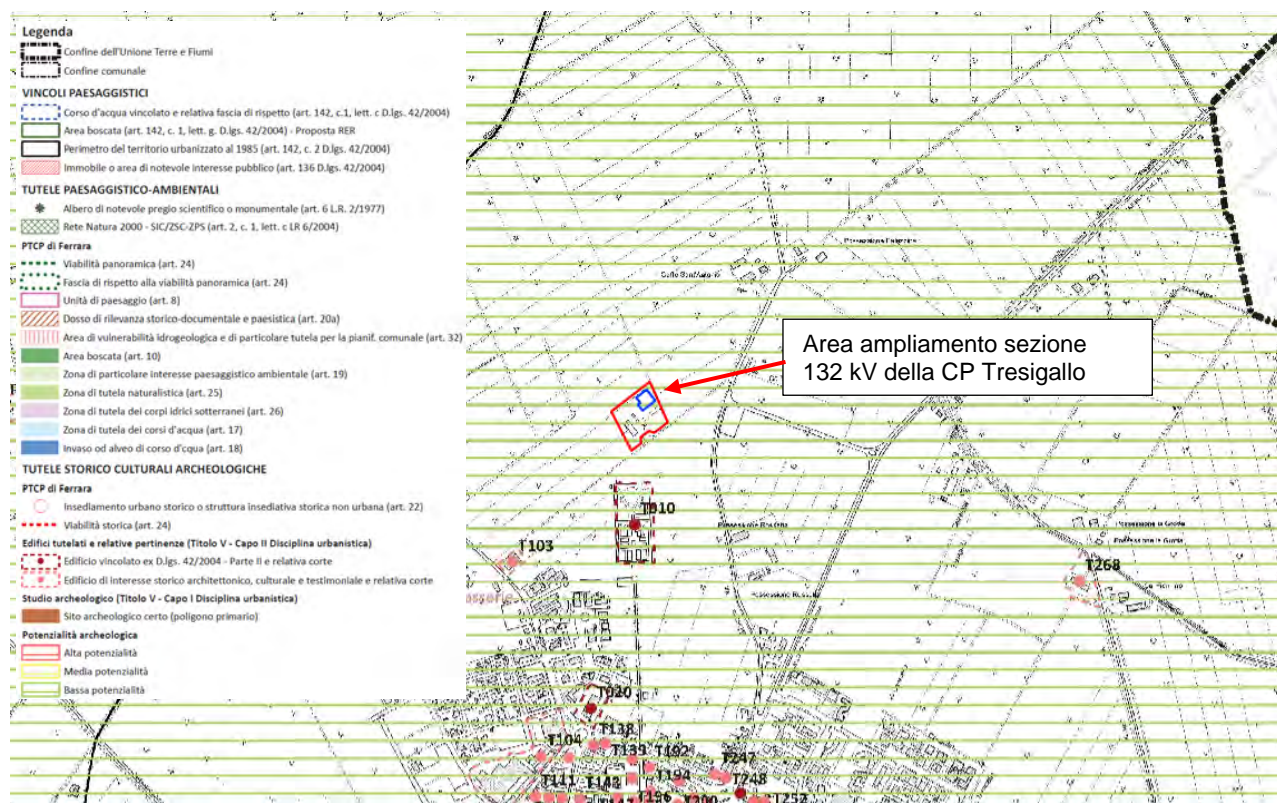 Legenda
Confine dell'Unione Terre e Fiumi
Confine comunale
VINCOLI PAESAGGISTICI
Corso d'acqua vincolato e relativa fascia di rispetto (art. 142, c.1, lett. c D.lgs. 42/2004)
Area boscata (art. 142, c. 1, lett. g. D.lgs. 42/2004) - Proposta RER
Perimetro del territorio urbanizzato al 1985 (art. 142, c. 2 D.lgs. 42/2004)
Immobile o area di notevole interesse pubblico (art. 136 D.lgs. 42/2004)
TUTELE PAESAGGISTICO-AMBIENTALI
Albero di notevole pregio scientifico o monumentale (art. 6 L.R. 2/1977)
Rete Natura 2000 - SIC/ZSC-ZPS (art. 2, c. 1, lett. c LR 6/2004)
PTCP di Ferrara
Viabilità panoramica (art. 24)
Fascia di rispetto alla viabilità panoramica (art. 24)
Unità di paesaggio (art. 8)
Dosso di rilevanza storico-documentale e paesistica (art. 20a)
Area di vulnerabilità idrogeologica e di particolare tutela per la pianif. comunale (art. 32)
Area boscata (art. 10)
Zona di particolare interesse paesaggistico ambientale (art. 19)
Zona di tutela naturalistica (art. 25)
Zona di tutela dei corpi idrici sotterranei (art. 26)
Zona di tutela dei corsi d'acqua (art. 17)
Invaso od alveo di corso d'cqua (art. 18)
TUTELE STORICO CULTURALI ARCHEOLOGICHE
PTCP di Ferrara
Insediamento urbano storico o struttura insediativa storica non urbana (art. 22)
Viabilità storica (art. 24)
Edifici tutelati e relative pertinenze (Titolo V - Capo II Disciplina urbanistica)
Edificio vincolato ex D.lgs. 42/2004 - Parte II e relativa corte
Edificio di interesse storico architettonico, culturale e testimoniale e relativa corte
Studio archeologico (Titolo V - Capo I Disciplina urbanistica)
Sito archeologico certo (poligono primario)
Potenzialità archeologica
Alta potenzialità
Media potenzialità
Bassa potenzialità
Area ampliamento sezione
132 kV della CP Tresigallo
T010
T103
T268
T020
T138
T104
T139
T192
T247
T194
T248
T111
T196
T200
T252